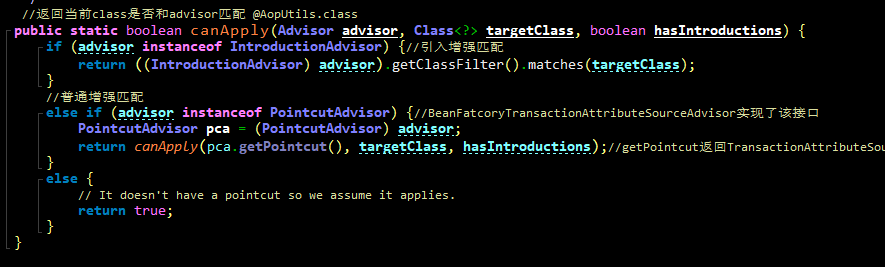 //返回当前class是否和advisor匹配 @AopUtils.class
public static boolean canApply(Advisor advisor, Class<?> targetClass, boolean hasIntroductions) {
if (advisor instanceof IntroductionAdvisor) {//引入增强匹配
return ((IntroductionAdvisor) advisor).getClassFilter().matches(targetClass);
}
//普通增强匹配
else if (advisor instanceof PointcutAdvisor) {//BeanFatcoryTransactionAttributeSourceAdvisor实现了该接口
PointcutAdvisor pca = (PointcutAdvisor) advisor;
return canApply(pca.getPointcut(), targetClass, hasIntroductions);//getPointcut返回TransactionAttributeSou
}
else {
// It doesn't have a pointcut so we assume it applies.
return true;
}
}